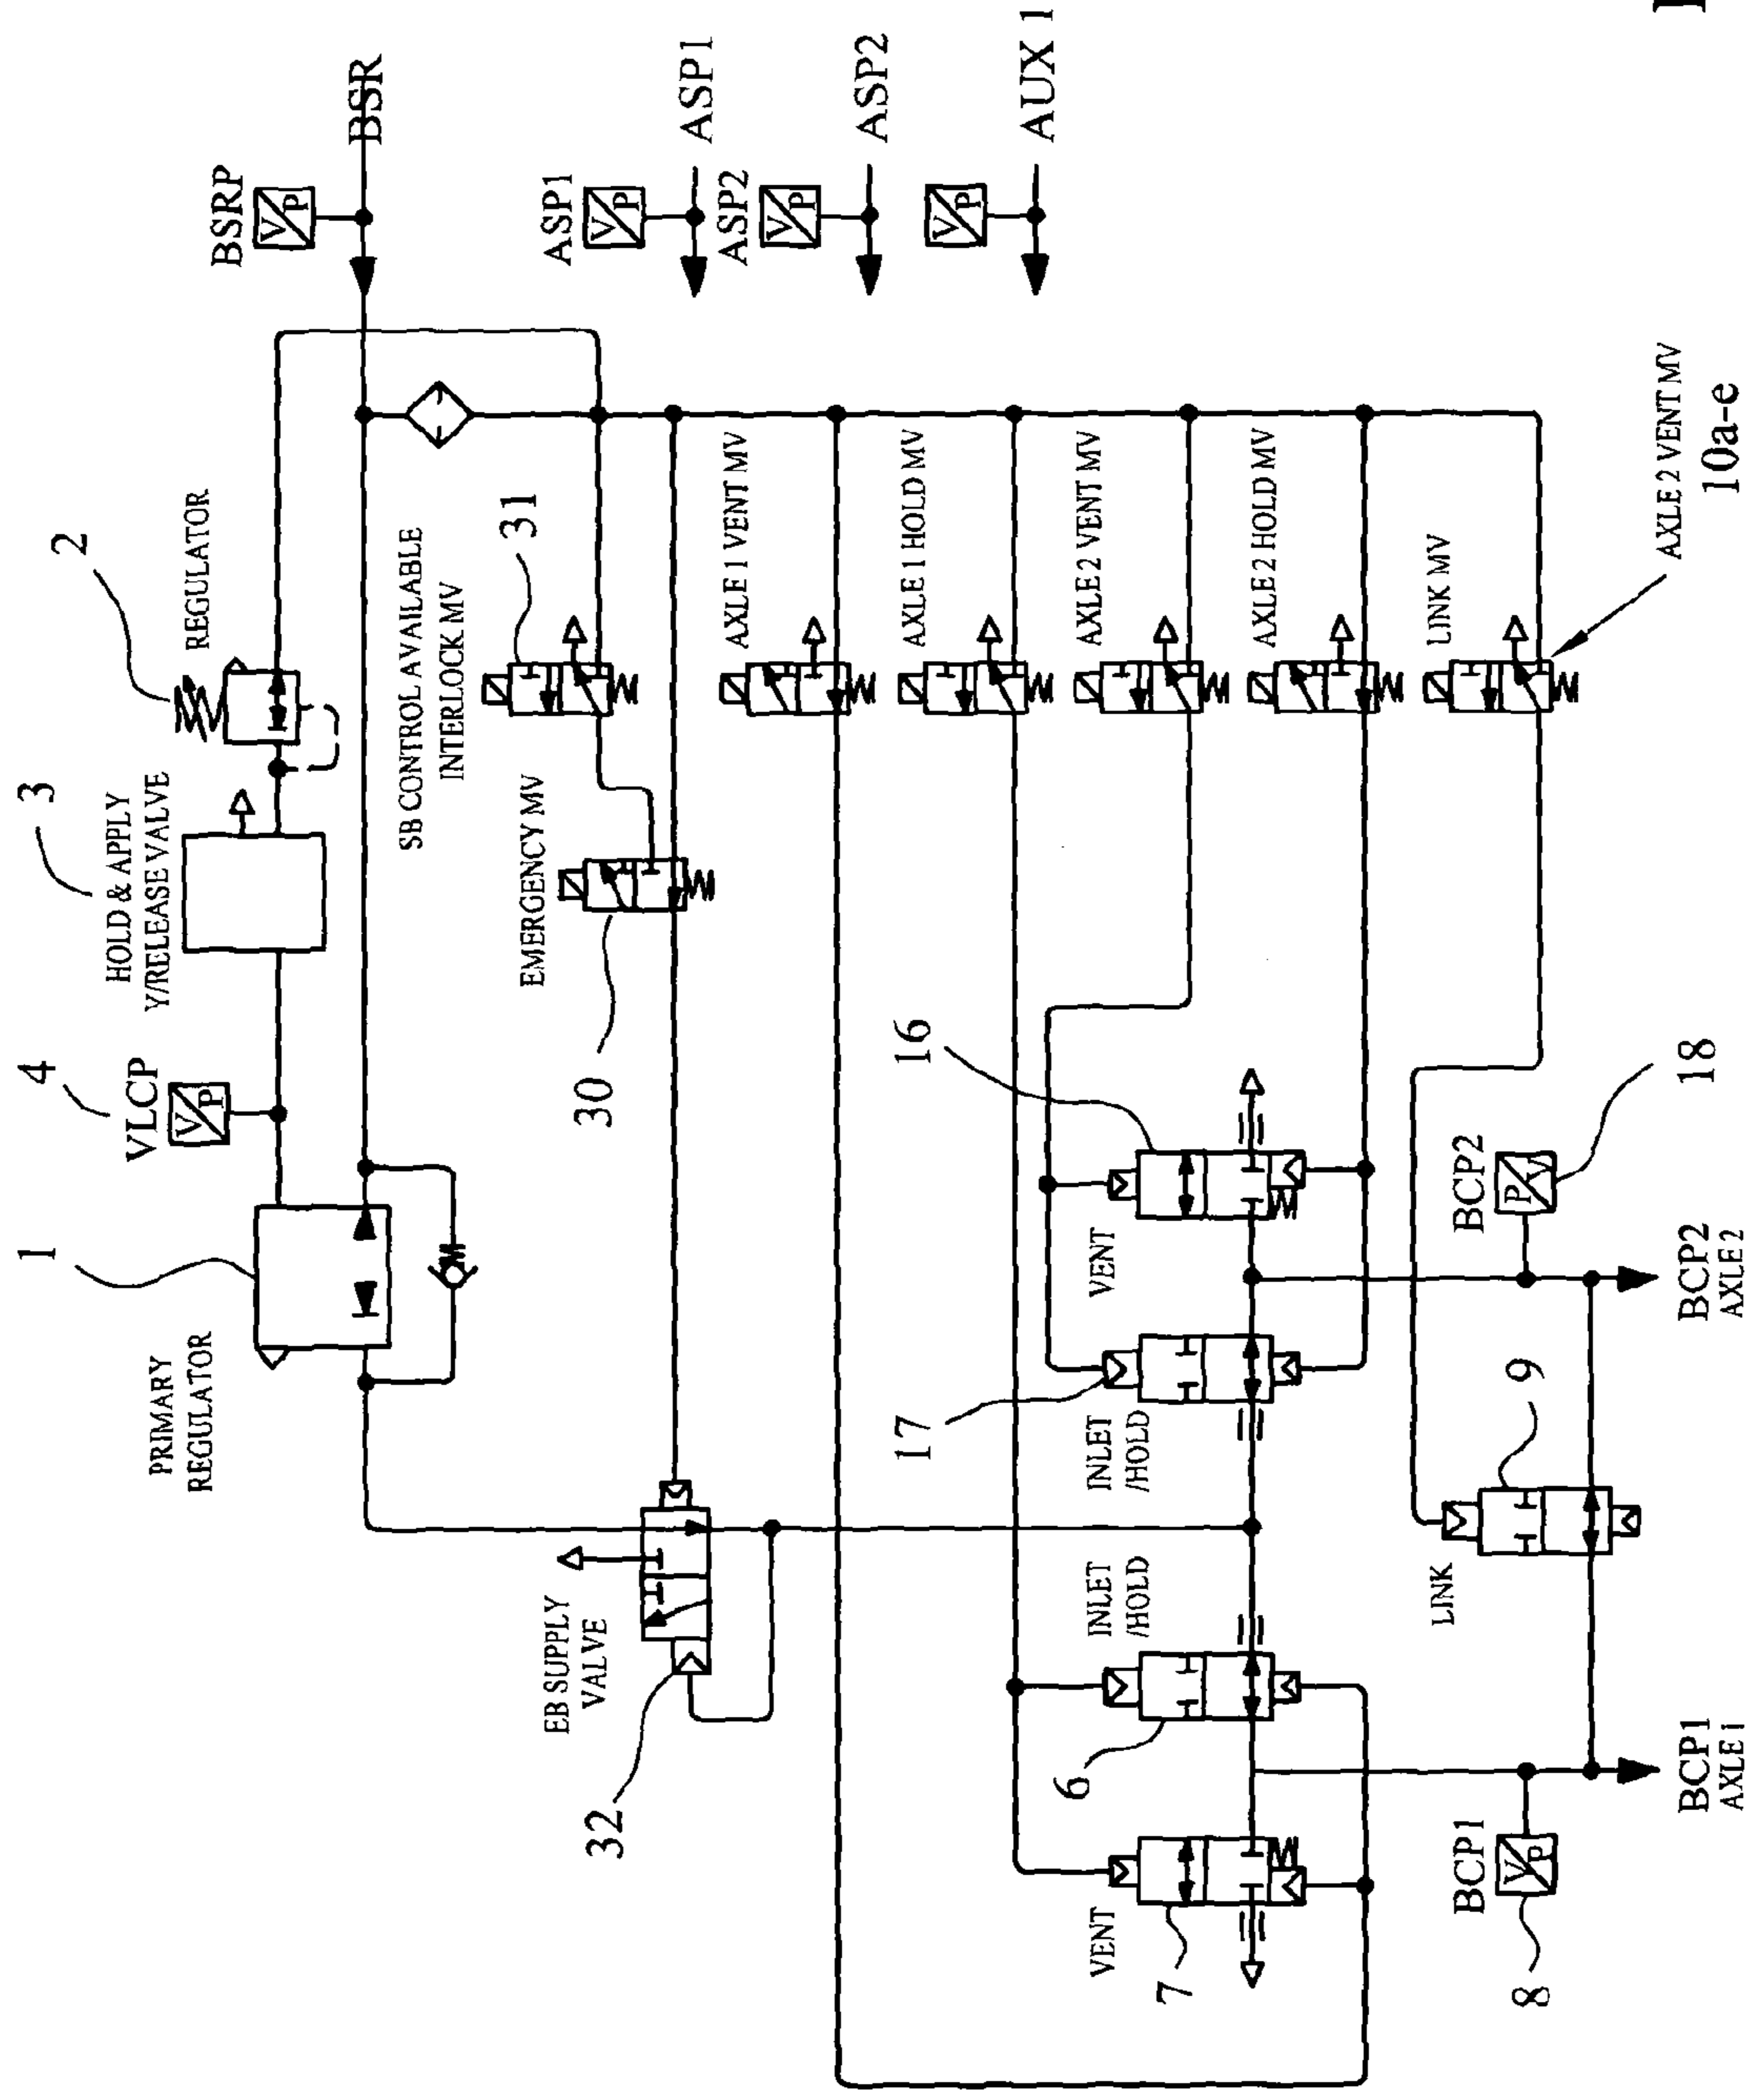 BSRP
V/P
BSR
ASP1
V/P
ASP1
ASP2
V/P
ASP2
V/P
AUX 1
2
REGULATOR
3
HOLD & APPLY
Y/RELEASE VALVE
4
VLCP
V/P
1
PRIMARY
REGULATOR
SB CONTROL AVAILABLE
INTERLOCK MV
31
EMERGENCY MV
30
EB SUPPLY
VALVE
32
AXLE 1 VENT MV
AXLE 1 HOLD MV
AXLE 2 VENT MV
AXLE 2 HOLD MV
LINK MV
AXLE 2 VENT MV
10a-e
16
VENT
17
INLET
/HOLD
INLET
/HOLD
6
VENT
7
BCP2
P/V
18
BCP2
AXLE 2
9
LINK
BCP1
AXLE 1
BCP1
V/P
8